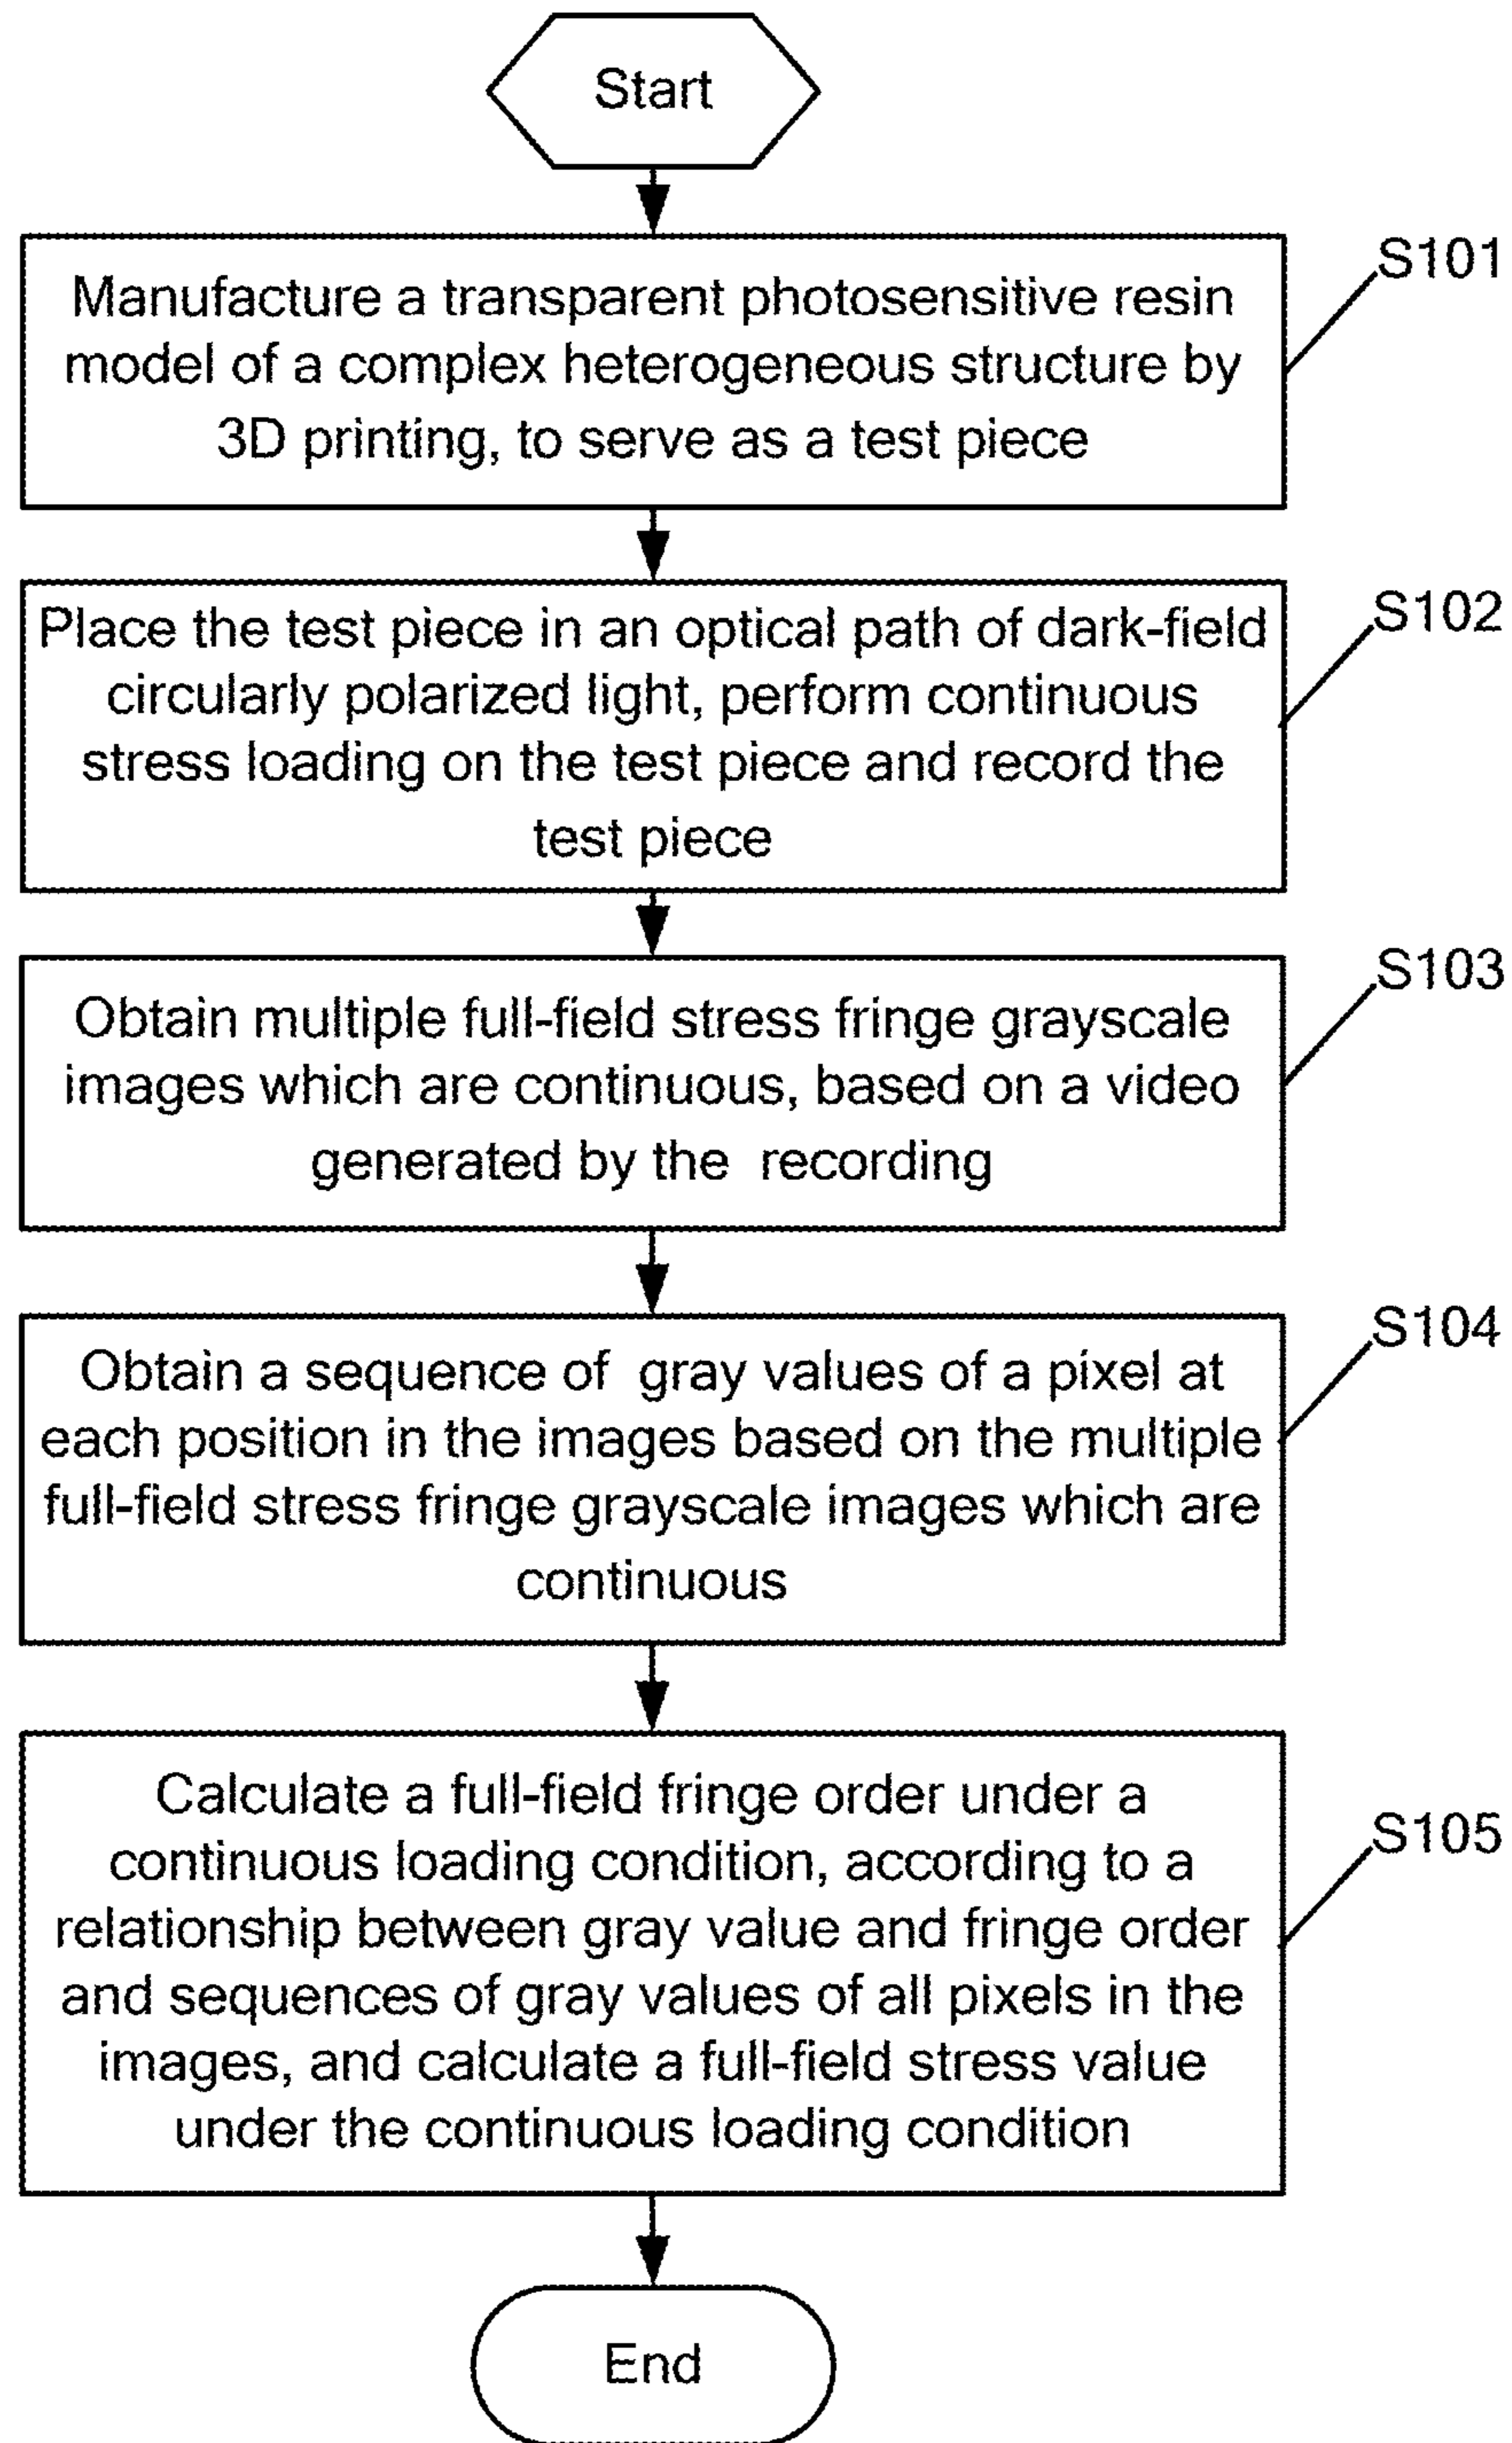 Start
S101
Manufacture a transparent photosensitive resin
model of a complex heterogeneous structure by
3D printing, to serve as a test piece
S102
Place the test piece in an optical path of dark-field
circularly polarized light, perform continuous
stress loading on the test piece and record the
test piece
S103
Obtain multiple full-field stress fringe grayscale
images which are continuous, based on a video
generated by the recording
S104
Obtain a sequence of gray values of a pixel at
each position in the images based on the multiple
full-field stress fringe grayscale images which are
continuous
S105
Calculate a full-field fringe order under a
continuous loading condition, according to a
relationship between gray value and fringe order
and sequences of gray values of all pixels in the
images, and calculate a full-field stress value
under the continuous loading condition
End